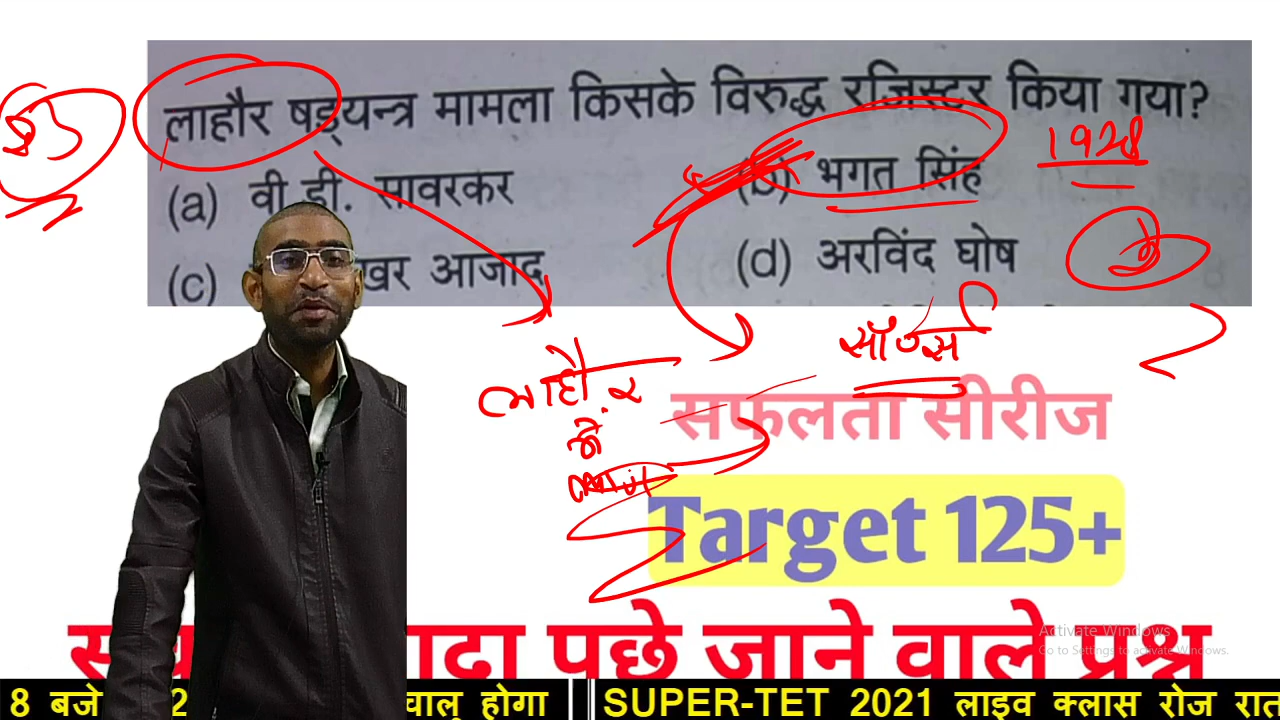 लाहौर षड्यन्त्र मामला किसके विरुद्ध रजिस्टर किया गया?
1928
(a) वी.डी. सावरकर (b) भगत सिंह
(c) खर आजाद (d) अरविंद घोष
सॉण्डर्स
लाहौर
में
सफलता सीरीज
Target 125+
पूछे जाने वाले प्रश्न
Activate Windows
Go to Settings to activate Windows.
8 बजे 2 चालू होगा || SUPER-TET 2021 लाइव क्लास रोज रात